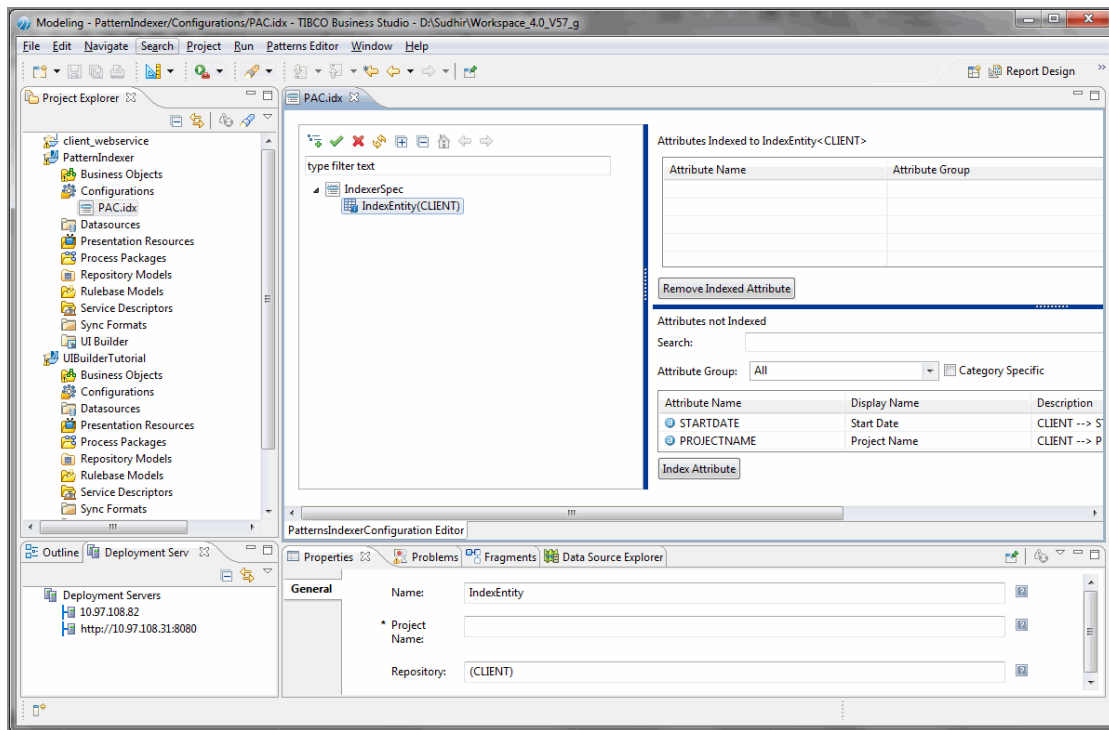 Modeling - PatternIndexer/Configurations/PAC.idx - TIBCO Business Studio - D:\Sudhir\Workspace_4.0_V57_g
File Edit Navigate Search Project Run Patterns Editor Window Help
Report Design »
Project Explorer
client_webservice
PatternIndexer
Business Objects
Configurations
PAC.idx
Datasources
Presentation Resources
Process Packages
Repository Models
Rulebase Models
Service Descriptors
Sync Formats
UI Builder
UIBuilderTutorial
Business Objects
Configurations
Datasources
Presentation Resources
Process Packages
Repository Models
Rulebase Models
Service Descriptors
Sync Formats
PAC.idx
type filter text
IndexerSpec
IndexEntity(CLIENT)
PatternsIndexerConfiguration Editor
Attributes Indexed to IndexEntity<CLIENT>
Attribute Name Attribute Group
Remove Indexed Attribute
Attributes not Indexed
Search:
Attribute Group: All Category Specific
Attribute Name Display Name Description
STARTDATE Start Date CLIENT --> S
PROJECTNAME Project Name CLIENT --> P
Index Attribute
Outline Deployment Serv
Deployment Servers
10.97.108.82
http://10.97.108.31:8080
Properties Problems Fragments Data Source Explorer
General
Name: IndexEntity
* Project
Name:
Repository: (CLIENT)